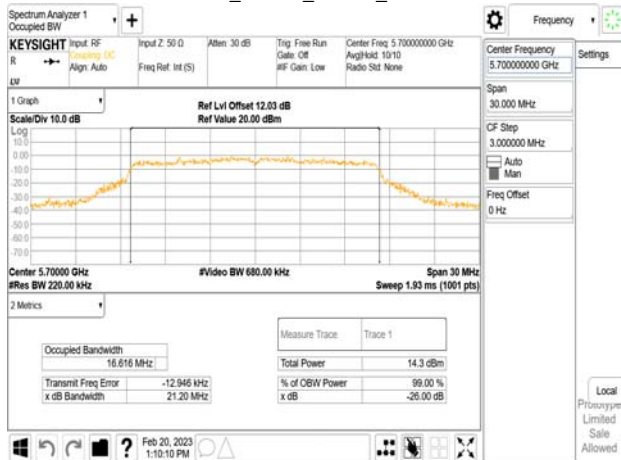 Spectrum Analyzer 1
Occupied BW
+
Frequency
KEYSIGHT
Input: RF
Input Z: 50 Ω
Atten: 30 dB
Trig: Free Run
Center Freq: 5.700000000 GHz
R
Coupling: DC
Gate: Off
Avg|Hold: 10/10
Align: Auto
Freq Ref: Int (S)
#IF Gain: Low
Radio Std: None
LVI
Center Frequency
5.700000000 GHz
Settings
Span
30.000 MHz
CF Step
3.000000 MHz
Auto
Man
Freq Offset
0 Hz
1 Graph
Ref Lvl Offset 12.03 dB
Scale/Div 10.0 dB
Ref Value 20.00 dBm
Log
10.0
0.00
-10.0
-20.0
-30.0
-40.0
-50.0
-60.0
-70.0
Center 5.70000 GHz
#Video BW 680.00 kHz
Span 30 MHz
#Res BW 220.00 kHz
Sweep 1.93 ms (1001 pts)
2 Metrics
Measure Trace
Trace 1
Occupied Bandwidth
16.616 MHz
Total Power
14.3 dBm
Transmit Freq Error
-12.946 kHz
% of OBW Power
99.00 %
x dB Bandwidth
21.20 MHz
x dB
-26.00 dB
Local
Prototype
Limited
Sale
Allowed
?
Feb 20, 2023
1:10:10 PM